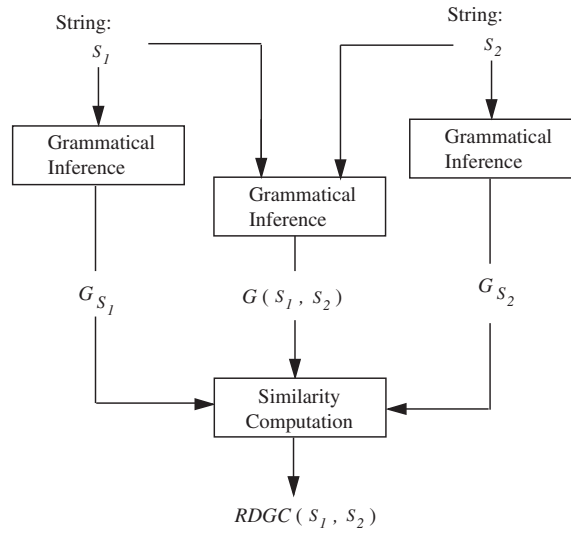 String:
S1
String:
S2
Grammatical
Inference
Grammatical
Inference
Grammatical
Inference
GS1
G ( S1 , S2 )
GS2
Similarity
Computation
RDGC ( S1 , S2 )